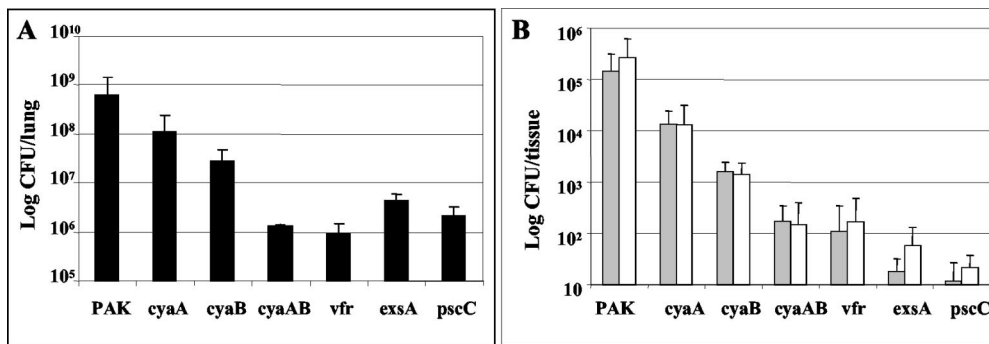 A
Log CFU/lung
10¹⁰
10⁹
10⁸
10⁷
10⁶
10⁵
PAK cyaA cyaB cyaAB vfr exsA pscC
B
Log CFU/tissue
10⁶
10⁵
10⁴
10³
10²
10
PAK cyaA cyaB cyaAB vfr exsA pscC